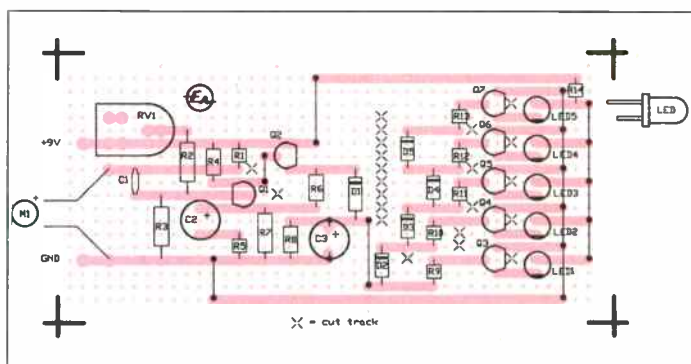 Q7
R14
LED
RV1
EA
R13
LED5
Q6
+9V
Q2
R2
R4
R1
R12
LED4
Q5
C1
Q1
R6
D1
D4
R11
LED3
Q4
M1
+
C2
+
R3
R7
C3
+
D3
R10
LED2
R5
R8
Q3
GND
D2
R9
LED1
X = cut track